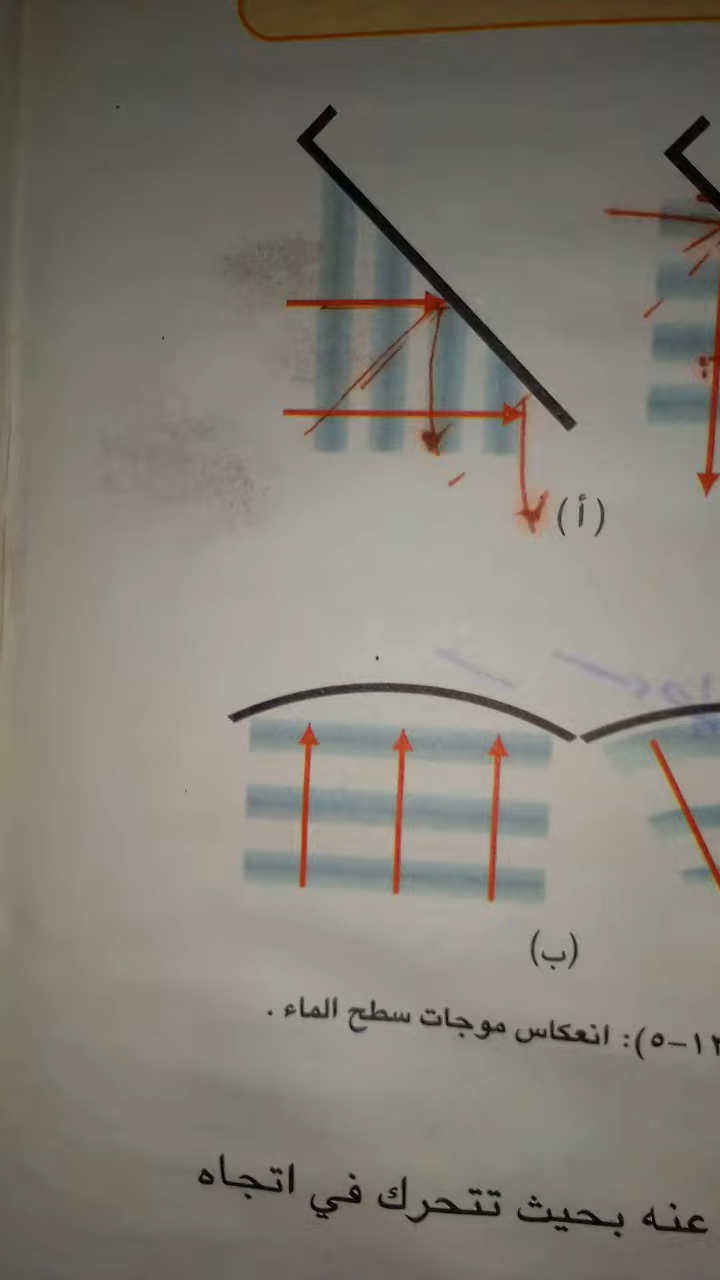 (أ)
(ب)
١٢-٥): انعكاس موجات سطح الماء .
عنه بحيث تتحرك في اتجاه